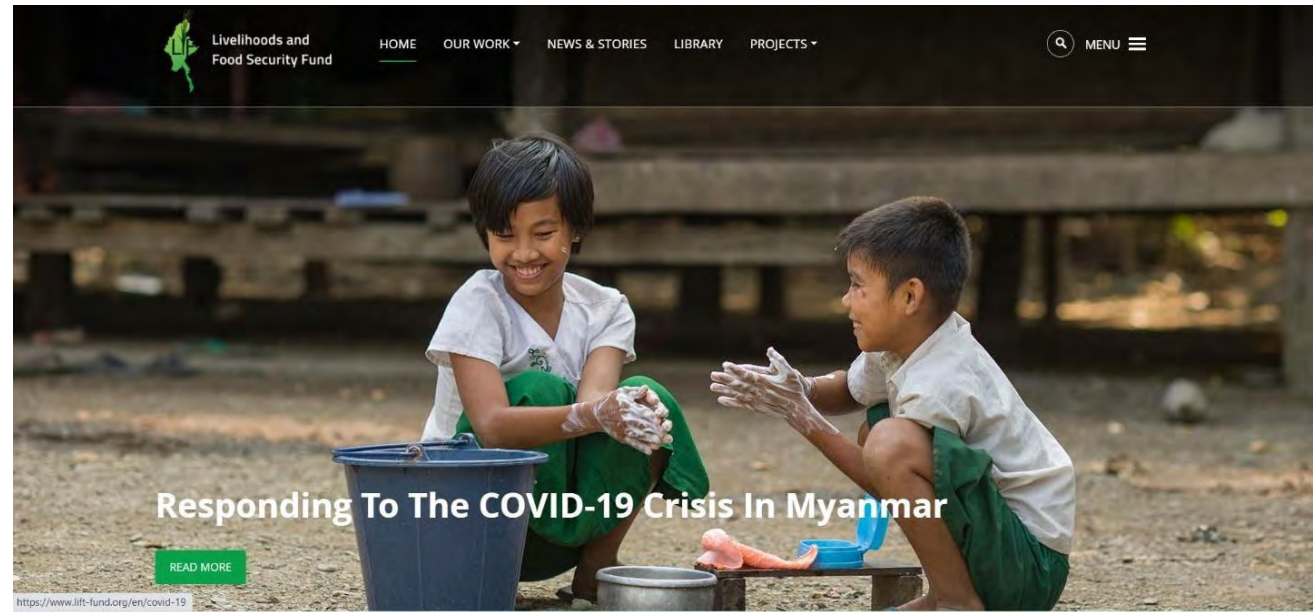 LIFT
Livelihoods and
Food Security Fund
HOME
OUR WORK
NEWS & STORIES
LIBRARY
PROJECTS
MENU
Responding To The COVID-19 Crisis In Myanmar
READ MORE
https://www.lift-fund.org/en/covid-19